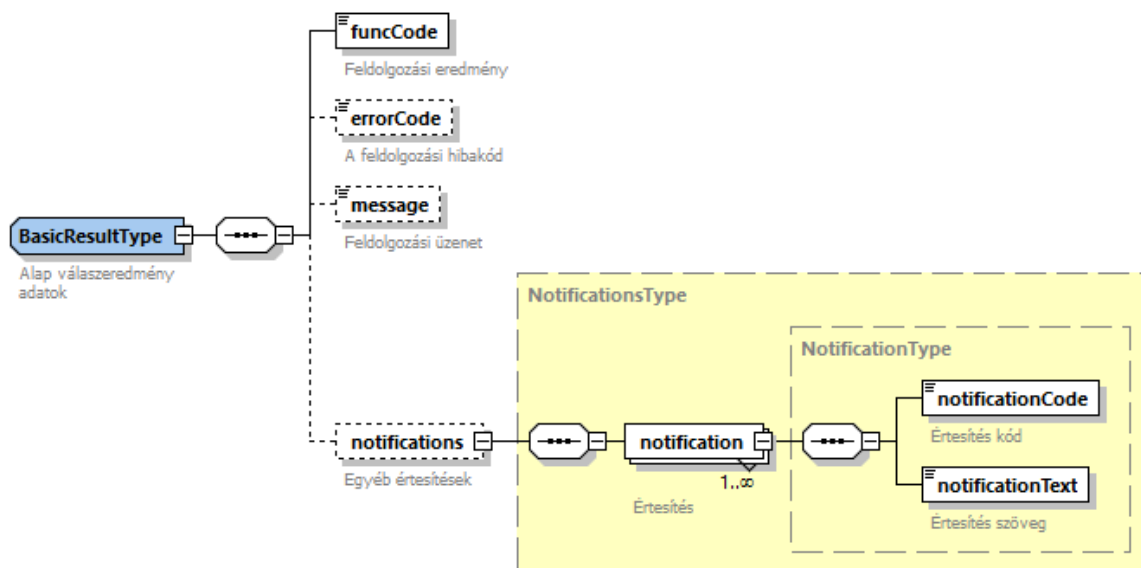 funcCode
Feldolgozási eredmény
errorCode
A feldolgozási hibakód
message
Feldolgozási üzenet
BasicResultType
Alap válaszeredmény
adatok
NotificationsType
NotificationType
notificationCode
Értesítés kód
notifications
Egyéb értesítések
notification
1..∞
Értesítés
notificationText
Értesítés szöveg